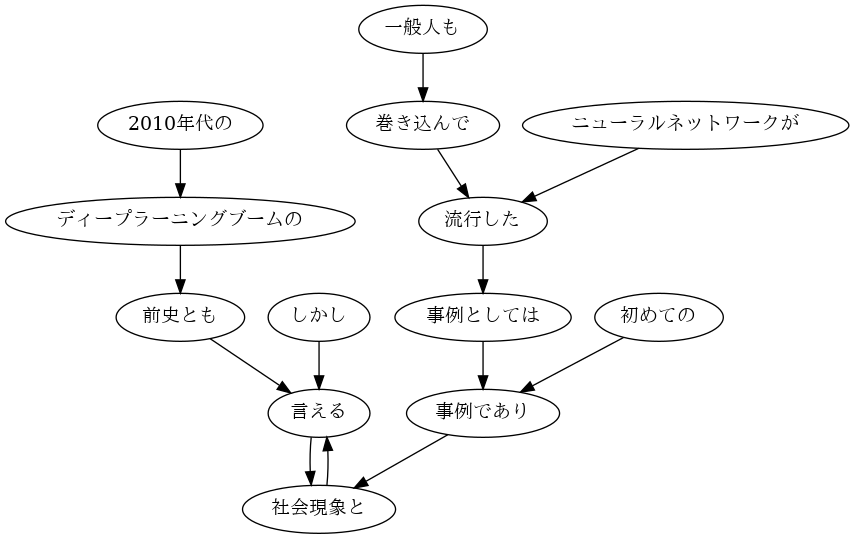 一般人も
2010年代の
巻き込んで
ニューラルネットワークが
ディープラーニングブームの
流行した
前史とも
しかし
事例としては
初めての
言える
事例であり
社会現象と